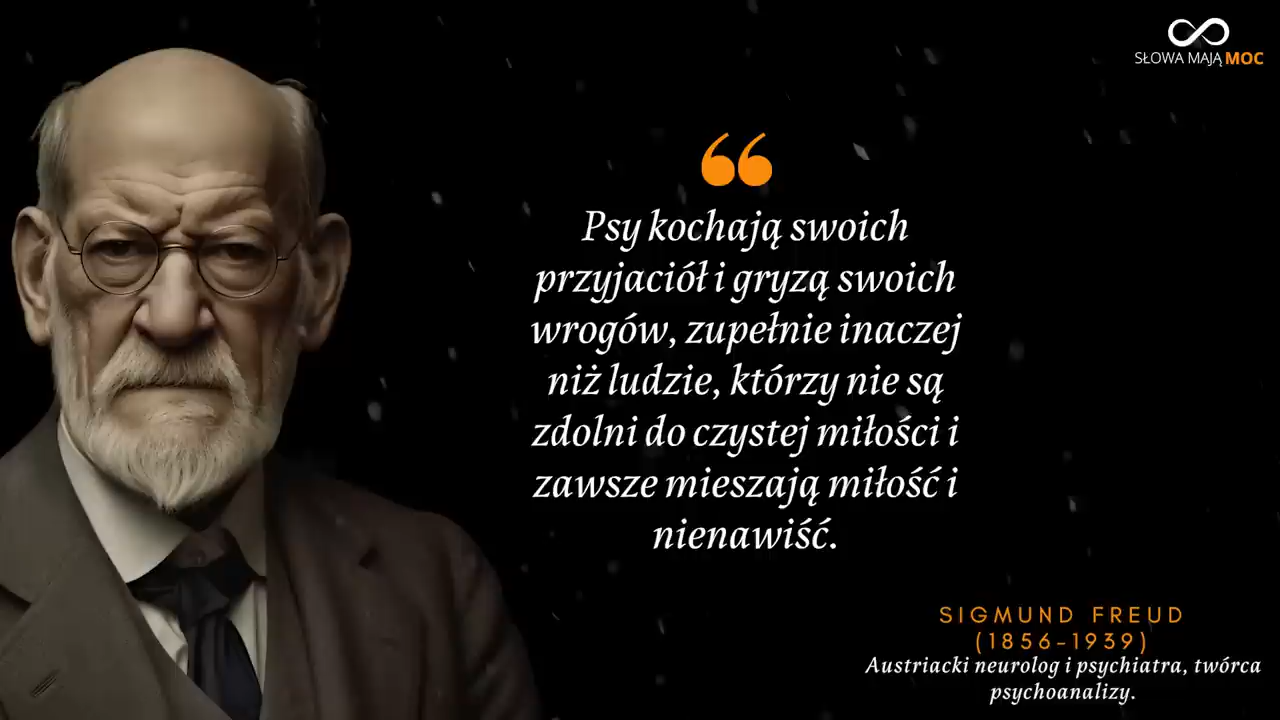 SŁOWA MAJĄ MOC
Psy kochają swoich
przyjaciół i gryzą swoich
wrogów, zupełnie inaczej
niż ludzie, którzy nie są
zdolni do czystej miłości i
zawsze mieszają miłość i
nienawiść.
SIGMUND FREUD
(1856-1939)
Austriacki neurolog i psychiatra, twórca
psychoanalizy.